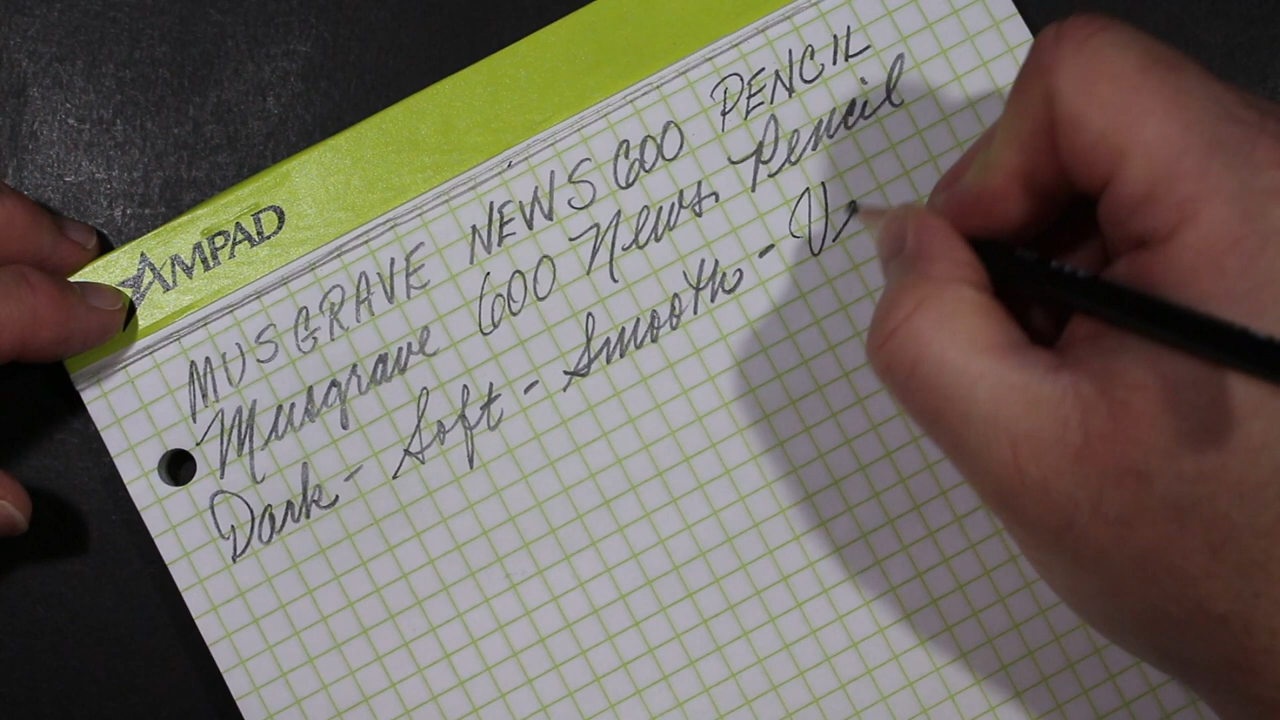 AMPAD
MUSGRAVE NEWS 600 PENCIL
Musgrave 600 News Pencil
Dark - Soft - Smooth -